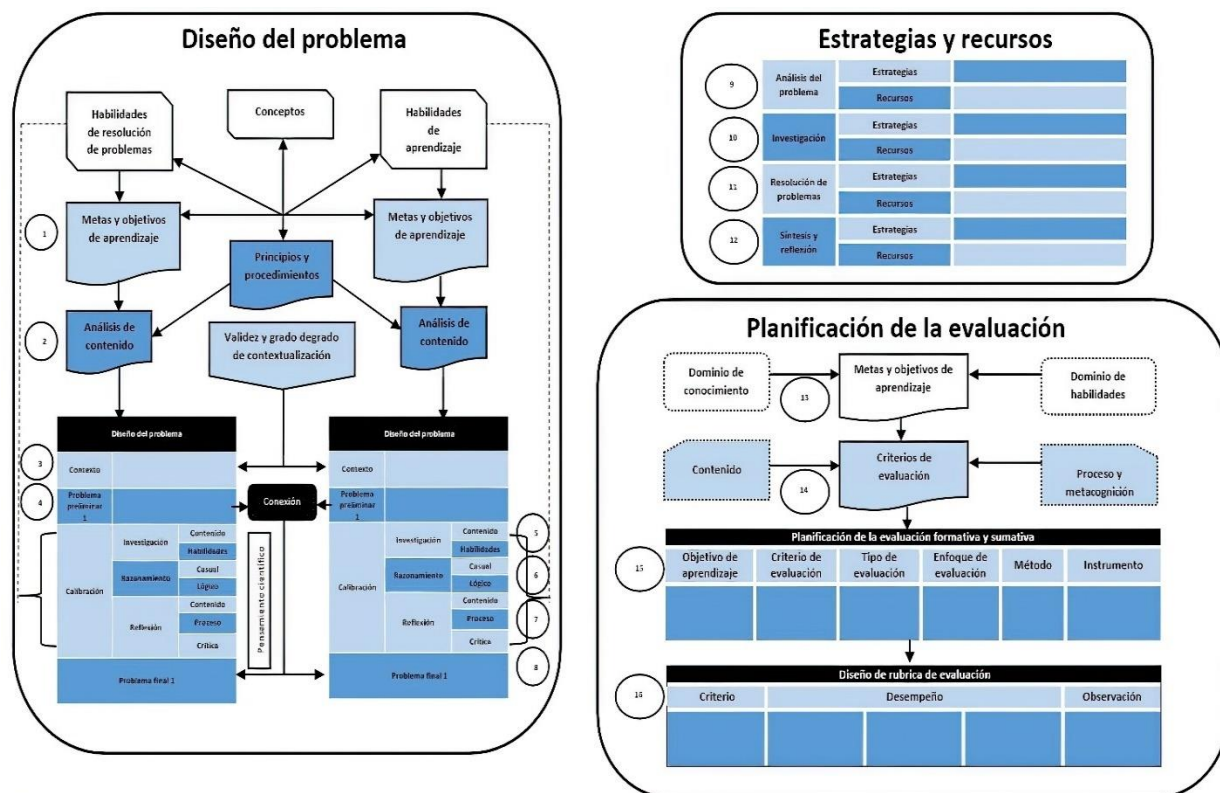 Diseño del problema
Habilidades
de resolución
de problemas
Conceptos
Habilidades
de
aprendizaje
1
Metas y objetivos
de aprendizaje
Metas y objetivos
de aprendizaje
Principios y
procedimientos
2
Análisis de
contenido
Validez y grado degrado
de contextualización
Análisis de
contenido
Diseño del problema
3
Contexto
4
Problema
preliminar
1
Calibración
Investigación
Contenido
Habilidades
Razonamiento
Casual
Lógico
Reflexión
Contenido
Proceso
Crítica
Problema final 1
Conexión
Pensamiento científico
Diseño del problema
Contexto
Problema
preliminar
1
Calibración
Investigación
Contenido
Habilidades
5
Razonamiento
Casual
Lógico
6
Reflexión
Contenido
Proceso
Crítica
7
Problema final 1
8
Estrategias y recursos
9
Análisis del
problema
Estrategias
Recursos
10
Investigación
Estrategias
Recursos
11
Resolución de
problemas
Estrategias
Recursos
12
Síntesis y
reflexión
Estrategias
Recursos
Planificación de la evaluación
Dominio de
conocimiento
13
Metas y objetivos de
aprendizaje
Dominio de
habilidades
Contenido
14
Criterios de
evaluación
Proceso y
metacognición
Planificación de la evaluación formativa y sumativa
15
Objetivo de
aprendizaje
Criterio de
evaluación
Tipo de
evaluación
Enfoque de
evaluación
Método
Instrumento
Diseño de rubrica de evaluación
16
Criterio
Desempeño
Observación